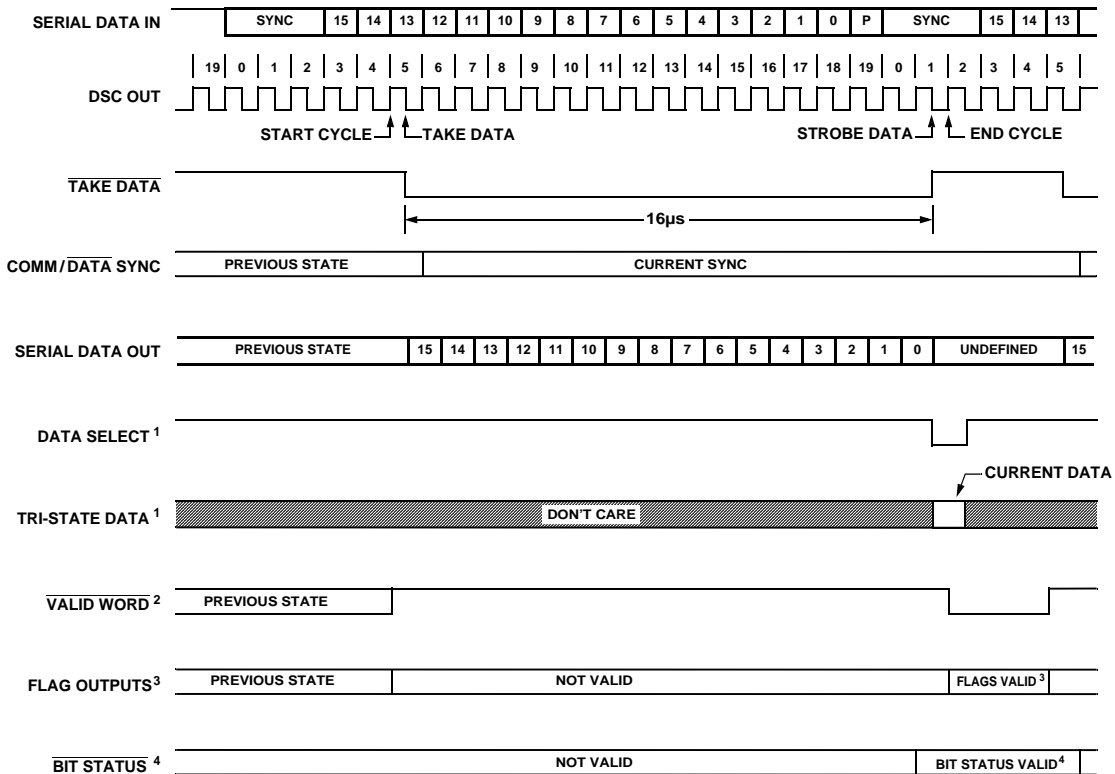 SERIAL DATA IN SYNC 15 14 13 12 11 10 9 8 7 6 5 4 3 2 1 0 P SYNC 15 14 13
19 0 1 2 3 4 5 6 7 8 9 10 11 12 13 14 15 16 17 18 19 0 1 2 3 4 5
DSC OUT
START CYCLE TAKE DATA STROBE DATA END CYCLE
TAKE DATA
16µs
COMM/DATA SYNC PREVIOUS STATE CURRENT SYNC
SERIAL DATA OUT PREVIOUS STATE 15 14 13 12 11 10 9 8 7 6 5 4 3 2 1 0 UNDEFINED 15
DATA SELECT 1
CURRENT DATA
TRI-STATE DATA 1 DON'T CARE
VALID WORD 2 PREVIOUS STATE
FLAG OUTPUTS3 PREVIOUS STATE NOT VALID FLAGS VALID 3
BIT STATUS 4 NOT VALID BIT STATUS VALID4